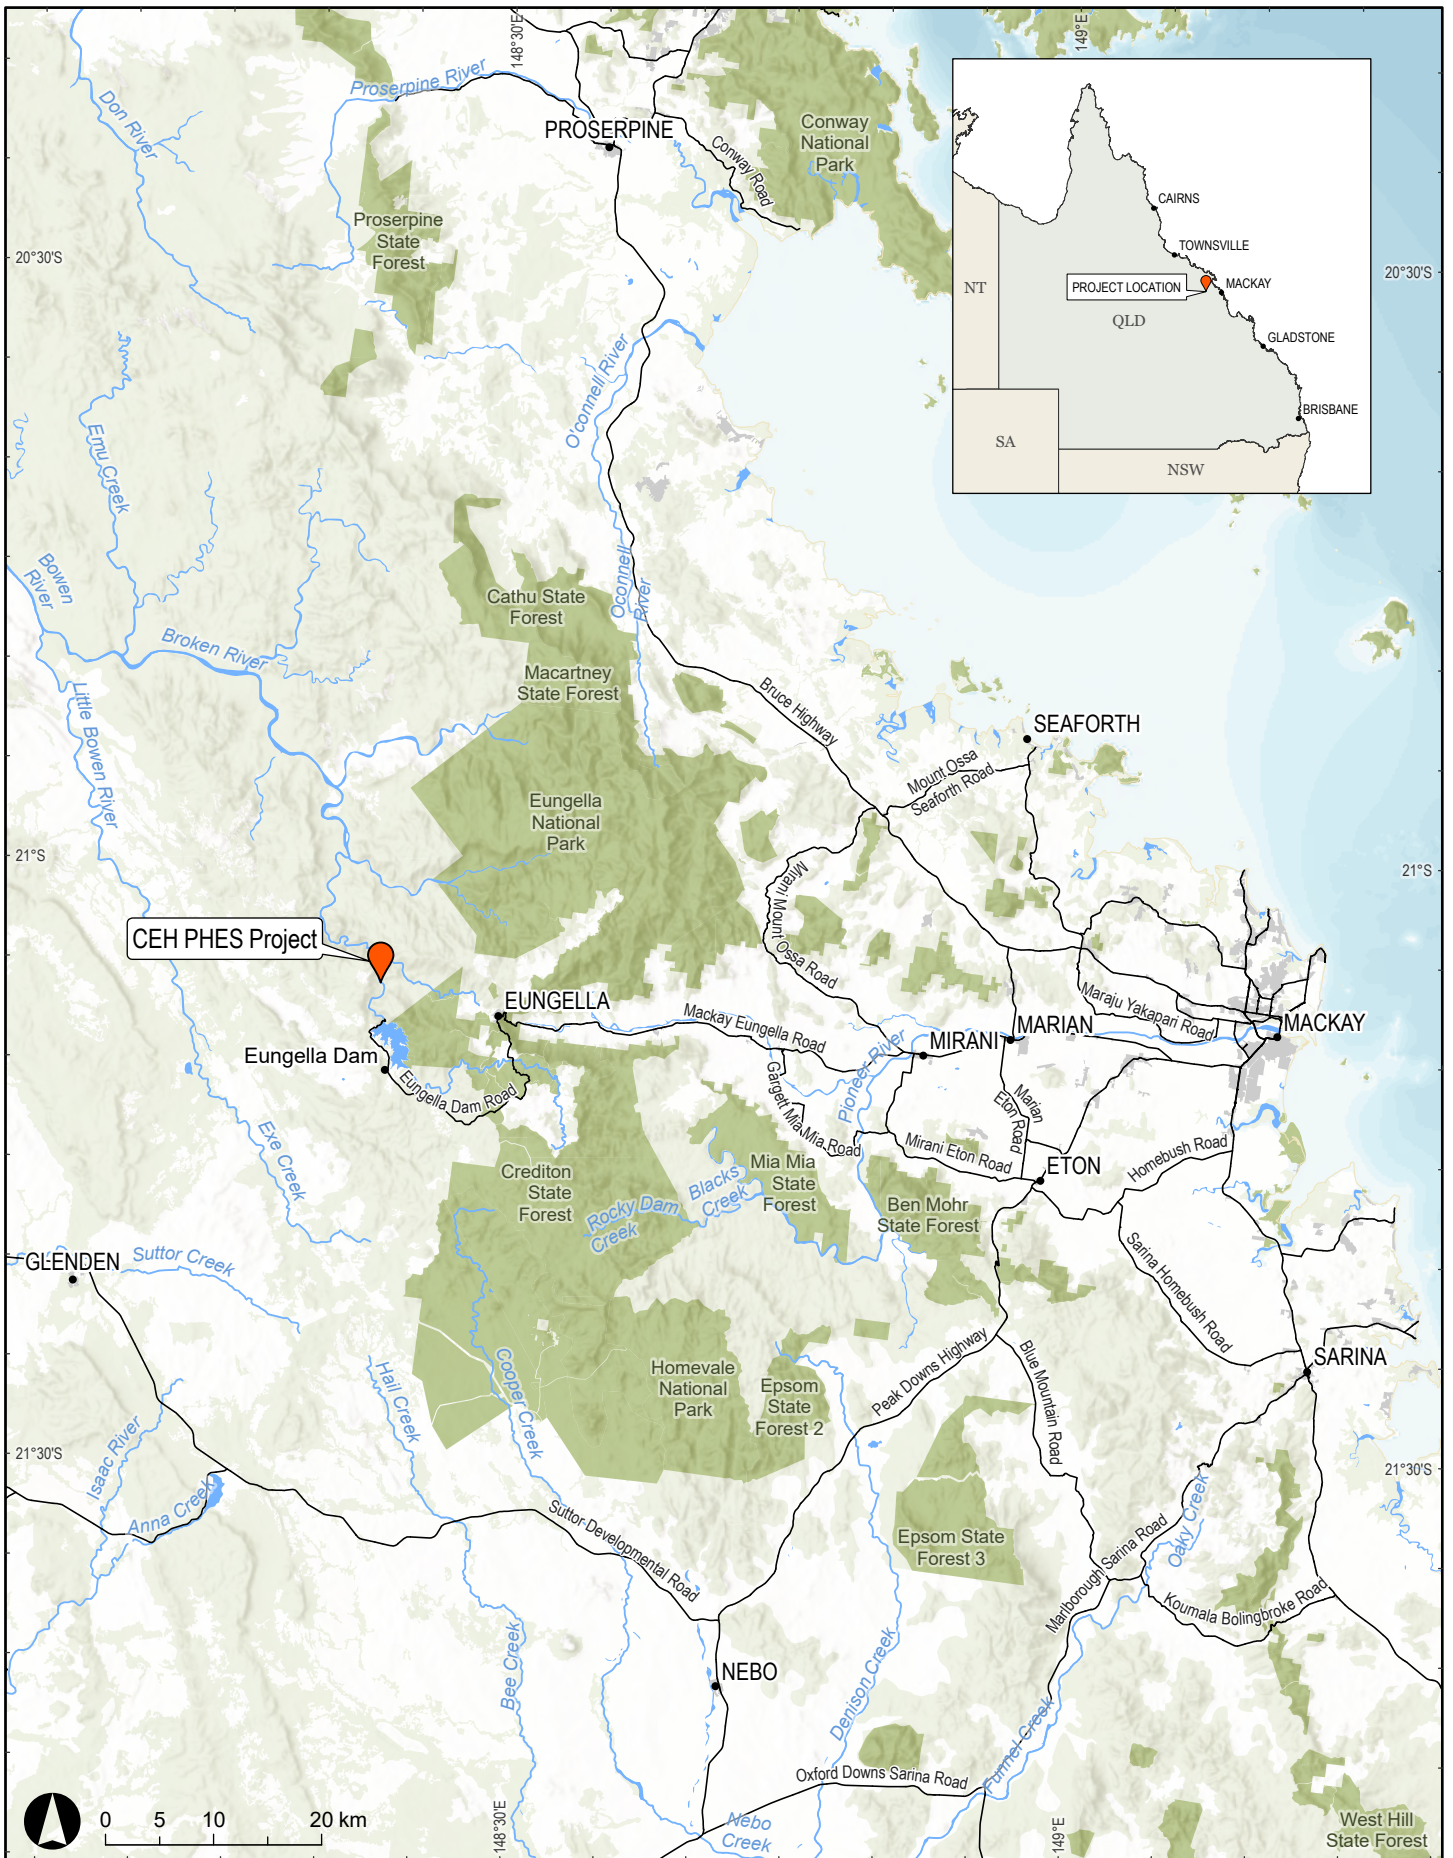 148°30'E
149°E
Don River
Proserpine River
PROSERPINE
Conway Road
Conway
National
Park
Proserpine
State
Forest
20°30'S
20°30'S
CAIRNS
TOWNSVILLE
PROJECT LOCATION
MACKAY
NT
QLD
GLADSTONE
BRISBANE
SA
NSW
O'connell River
Emu Creek
Bowen
River
Oconnell
River
Cathu State
Forest
Broken River
Macartney
State Forest
Little Bowen River
Bruce Highway
SEAFORTH
Mount Ossa
Seaforth Road
Eungella
National
Park
21°S
21°S
Mirani Mount Ossa Road
CEH PHES Project
EUNGELLA
Mackay Eungella Road
Maraju Yakapari Road
MARIAN
MACKAY
MIRANI
Eungella Dam
Eungella Dam Road
Pioneer River
Gargett Mia Mia Road
Marian
Eton Road
Mirani Eton Road
Homebush Road
ETON
Exe Creek
Crediton
State
Forest
Mia Mia
State
Forest
Blacks
Creek
Rocky Dam
Creek
Ben Mohr
State Forest
GLENDEN
Suttor Creek
Sarina Homebush Road
Hail Creek
Cooper Creek
Homevale
National
Park
Epsom
State
Forest 2
Peak Downs Highway
Blue Mountain Road
SARINA
21°30'S
21°30'S
Isaac River
Anna Creek
Suttor Developmental Road
Epsom State
Forest 3
Oaky Creek
Marlborough Sarina Road
Koumala Bolingbroke Road
Bee Creek
NEBO
Denison Creek
Funnel Creek
Oxford Downs Sarina Road
Nebo
Creek
West Hill
State Forest
0 5 10 20 km
148°30'E
149°E